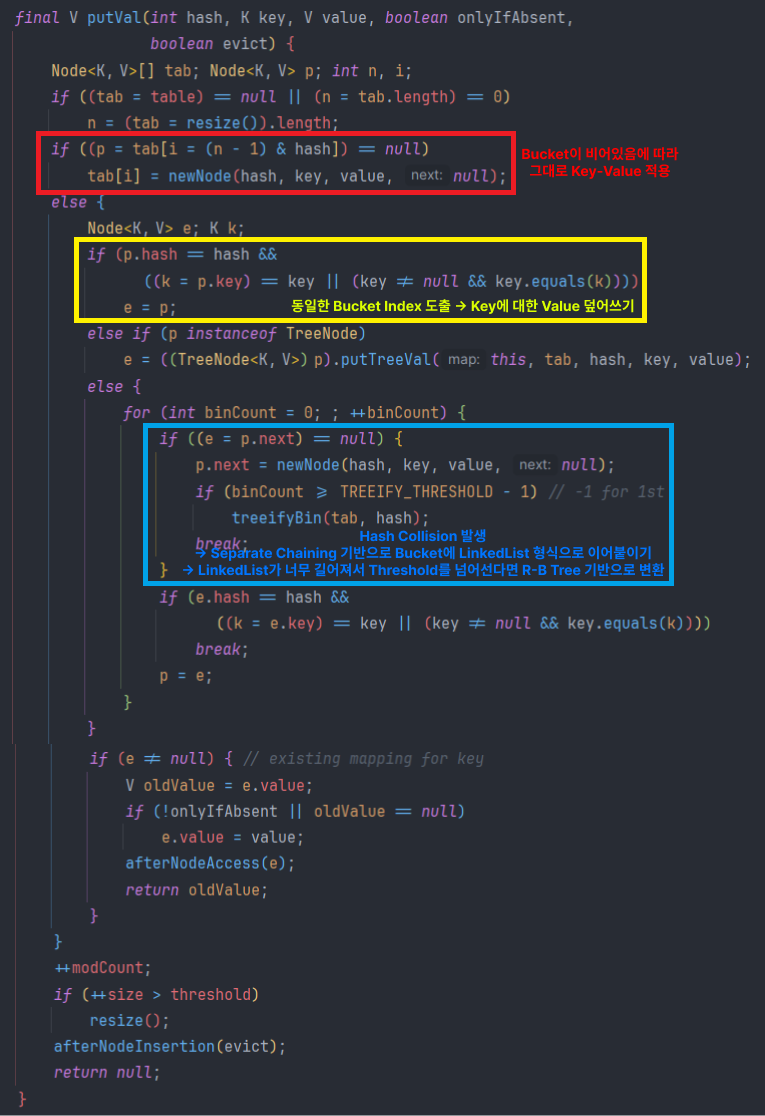 final V putVal(int hash, K key, V value, boolean onlyIfAbsent,
boolean evict) {
Node<K,V>[] tab; Node<K,V> p; int n, i;
if ((tab = table) == null || (n = tab.length) == 0)
n = (tab = resize()).length;
if ((p = tab[i = (n - 1) & hash]) == null)
tab[i] = newNode(hash, key, value, next: null);
Bucket이 비어있음에 따라
그대로 Key-Value 적용
else {
Node<K,V> e; K k;
if (p.hash == hash &&
((k = p.key) == key || (key != null && key.equals(k))))
e = p;
동일한 Bucket Index 도출 → Key에 대한 Value 덮어쓰기
else if (p instanceof TreeNode)
e = ((TreeNode<K,V>) p).putTreeVal( map: this, tab, hash, key, value);
else {
for (int binCount = 0; ; ++binCount) {
if ((e = p.next) == null) {
p.next = newNode(hash, key, value, next: null);
if (binCount >= TREEIFY_THRESHOLD - 1) // -1 for 1st
treeifyBin(tab, hash);
break;
}
Hash Collision 발생
→ Separate Chaining 기반으로 Bucket에 LinkedList 형식으로 이어붙이기
→ LinkedList가 너무 길어져서 Threshold를 넘어선다면 R-B Tree 기반으로 변환
if (e.hash == hash &&
((k = e.key) == key || (key != null && key.equals(k))))
break;
p = e;
}
}
if (e != null) { // existing mapping for key
V oldValue = e.value;
if (!onlyIfAbsent || oldValue == null)
e.value = value;
afterNodeAccess(e);
return oldValue;
}
}
++modCount;
if (++size > threshold)
resize();
afterNodeInsertion(evict);
return null;
}